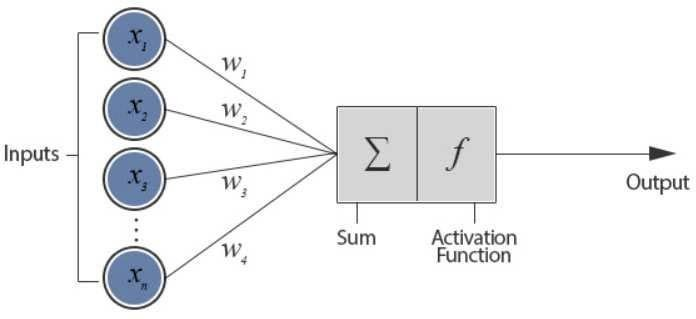 x₁
w₁
x₂
w₂
Inputs
x₃
w₃
Σ
f
Output
Sum
Activation
Function
w₄
xₙ